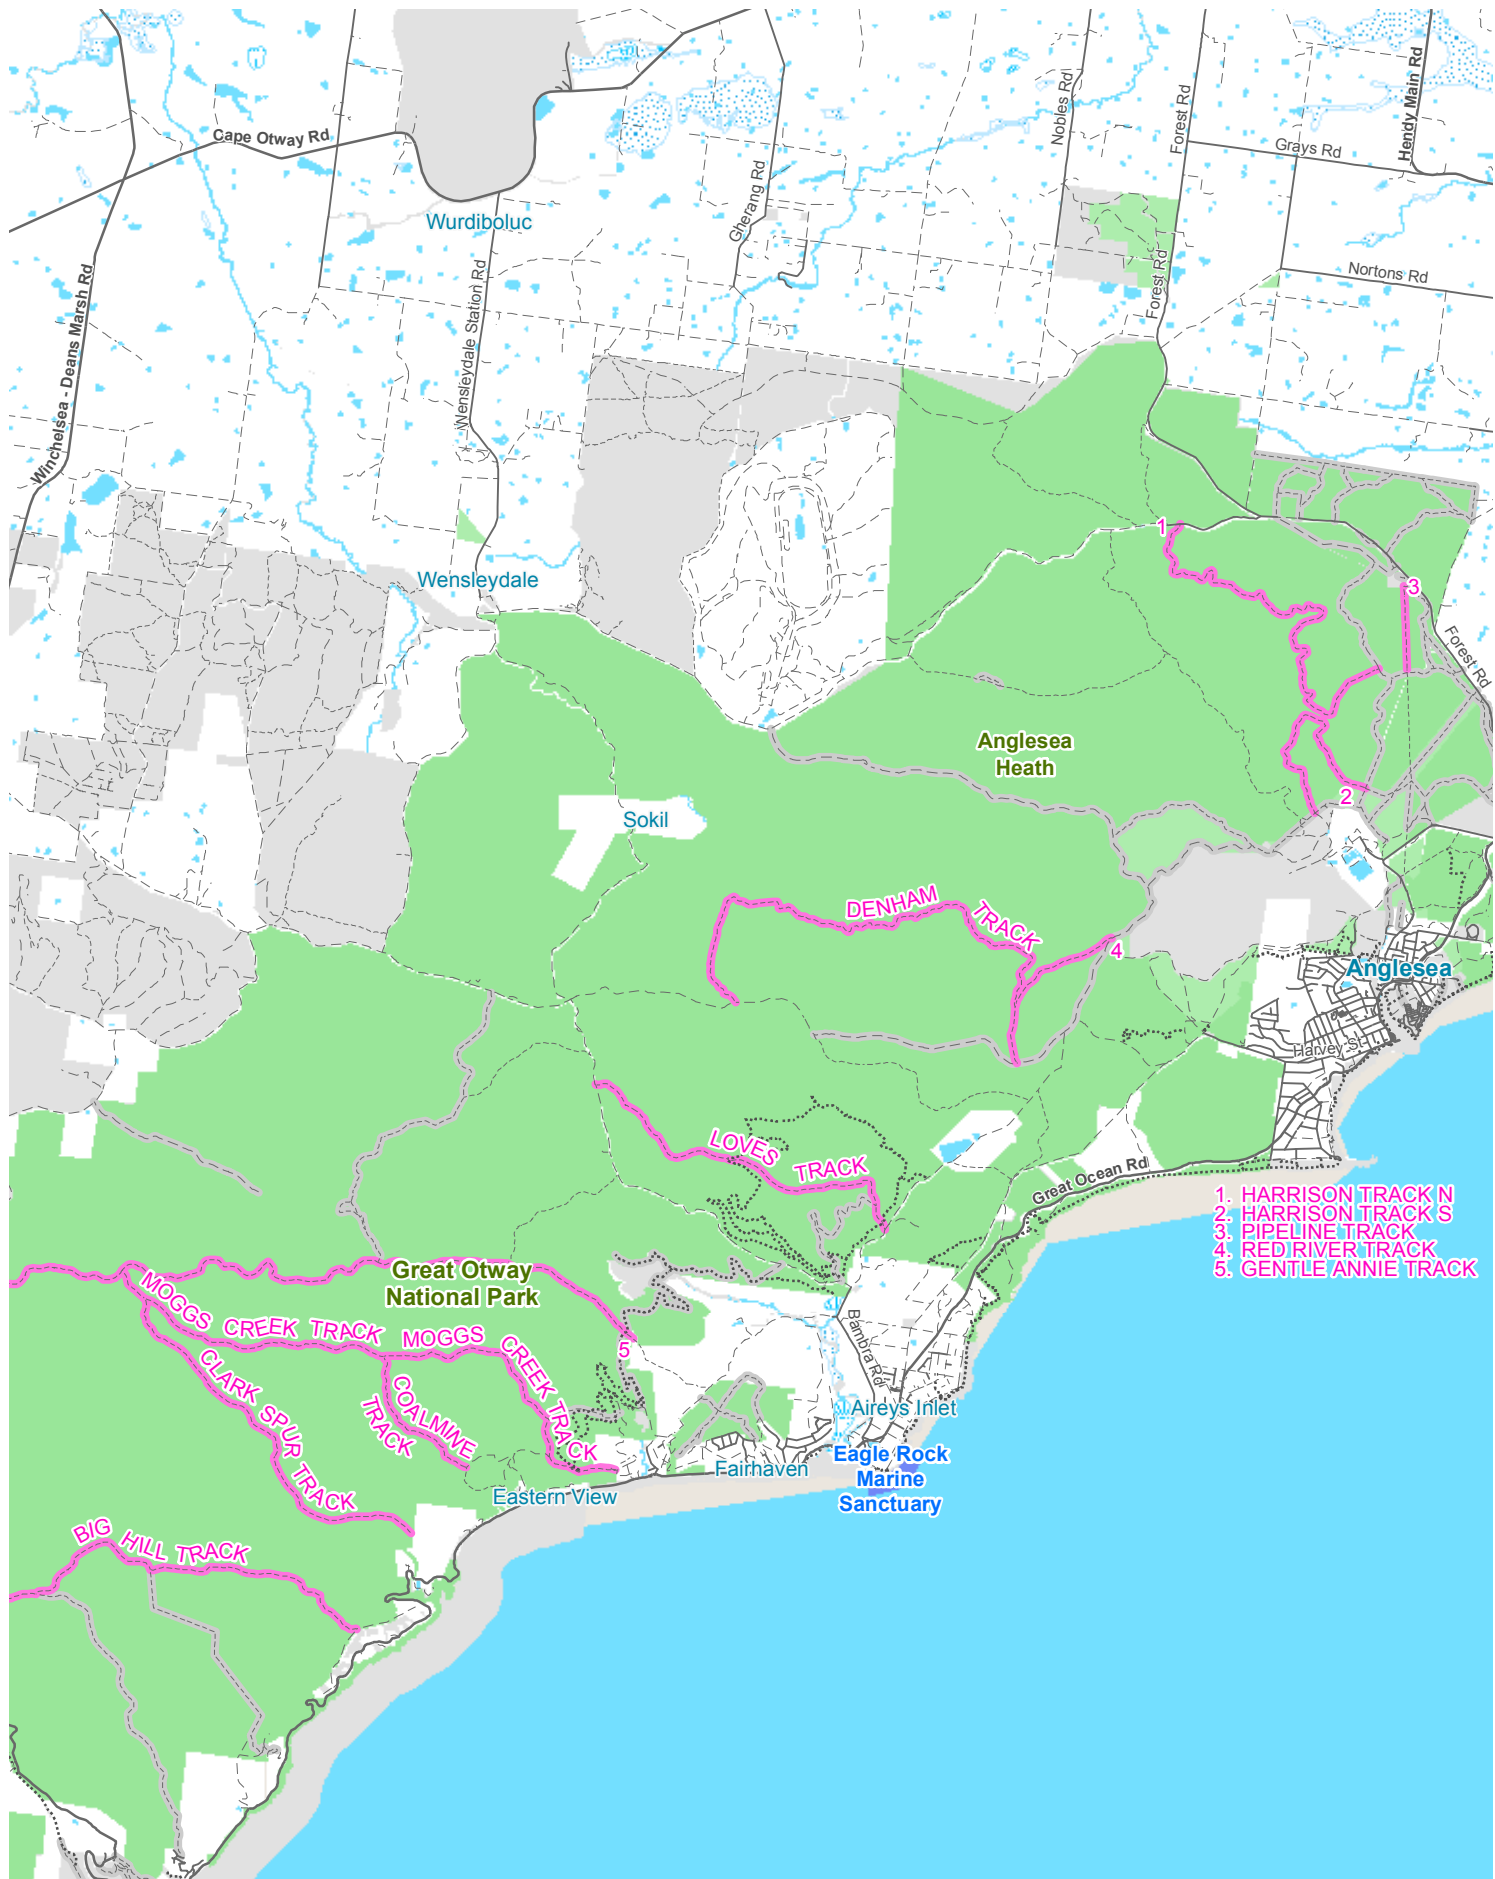 Hendy Main Rd
Nobles Rd
Forest Rd
Cape Otway Rd
Grays Rd
Gherang Rd
Wurdiboluc
Forest Rd
Nortons Rd
Winchelsea - Deans Marsh Rd
Wensleydale Station Rd
1
Wensleydale
3
Forest Rd
Anglesea
Heath
2
Sokil
DENHAM
TRACK
4
Anglesea
Harvey St
LOVES
TRACK
Great Ocean Rd
1. HARRISON TRACK N
2. HARRISON TRACK S
3. PIPELINE TRACK
4. RED RIVER TRACK
5. GENTLE ANNIE TRACK
Great Otway
National Park
MOGGS CREEK TRACK
MOGGS
CREEK TRACK
5
Bambra Rd
CLARK SPUR TRACK
COALMINE
TRACK
Aireys Inlet
Eagle Rock
Marine
Sanctuary
Fairhaven
Eastern View
BIG
HILL TRACK